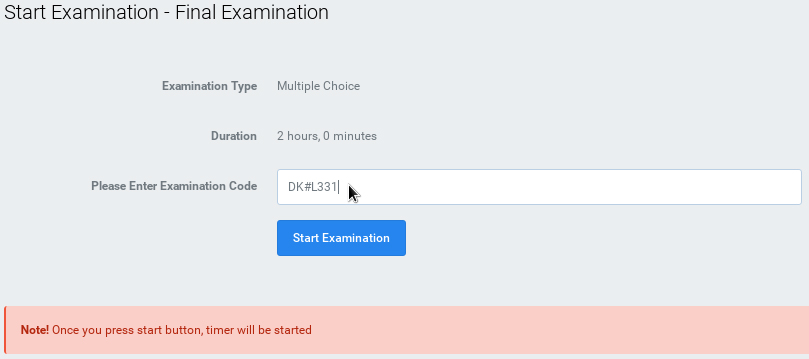 Start Examination - Final Examination
Examination Type Multiple Choice
Duration 2 hours, 0 minutes
Please Enter Examination Code DK#L331
Start Examination
Note! Once you press start button, timer will be started